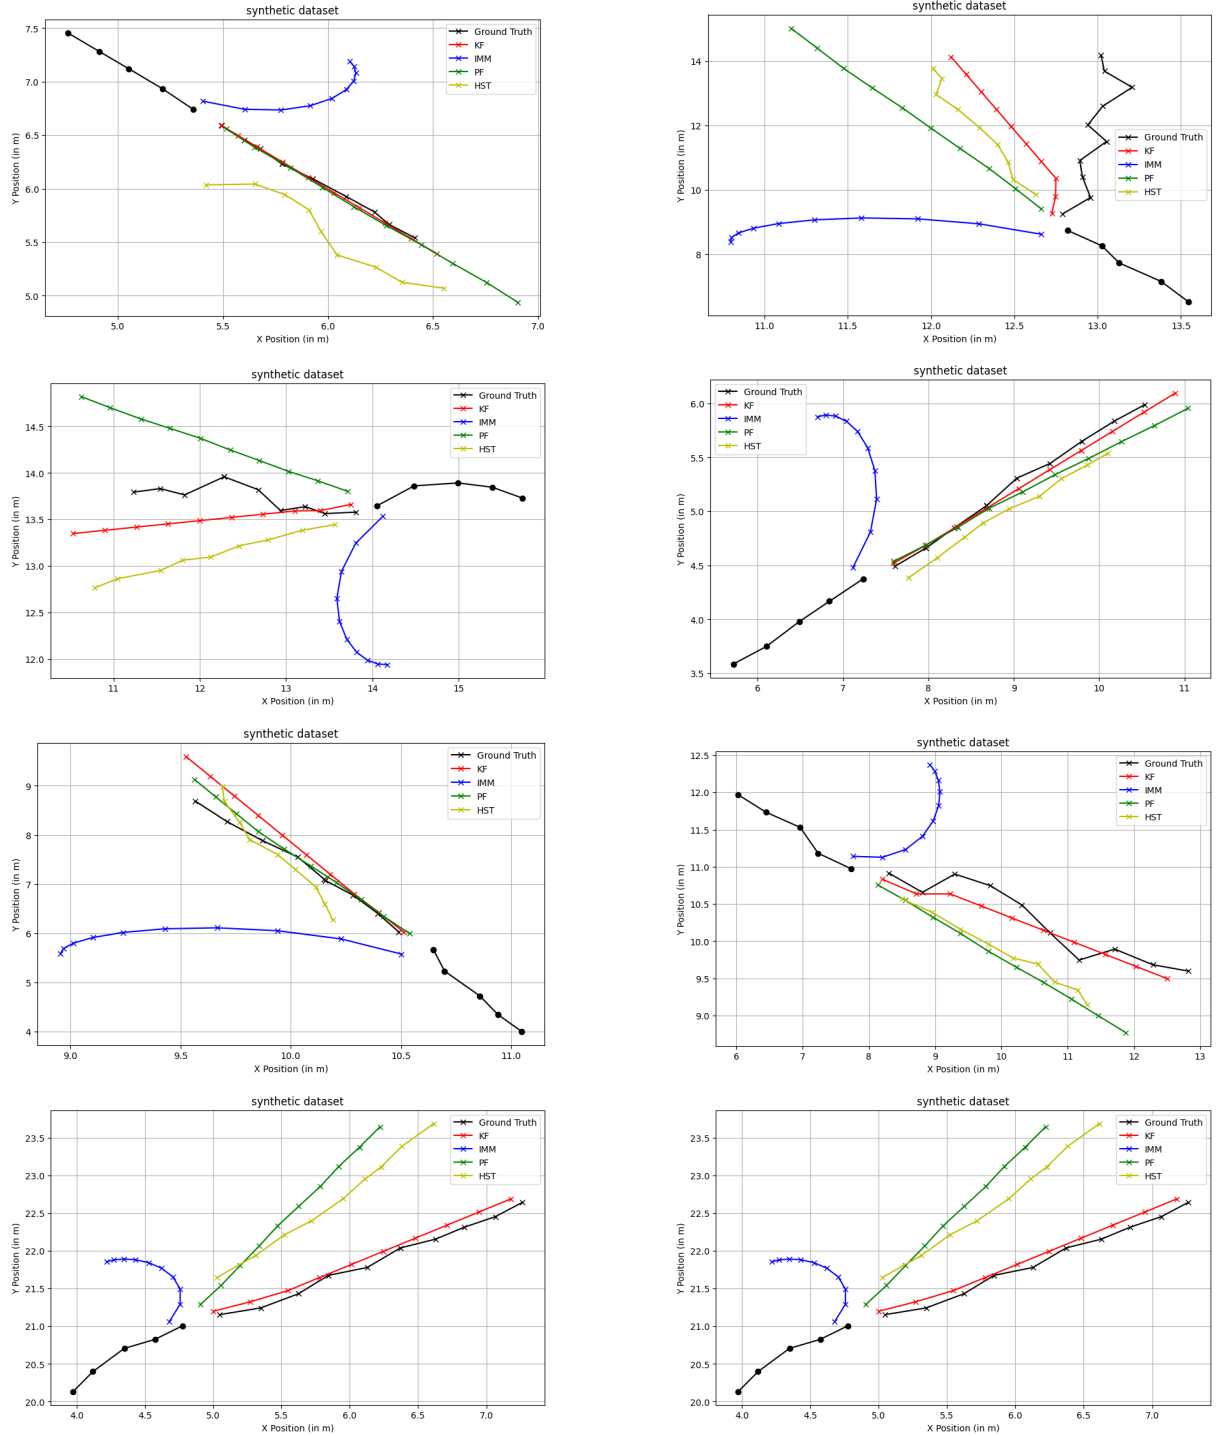 synthetic dataset
7.5
7.0
6.5
6.0
5.5
5.0
Y Position (in m)
Ground Truth
KF
IMM
PF
HST
5.0 5.5 6.0 6.5 7.0
X Position (in m)
synthetic dataset
14
12
10
8
Y Position (in m)
Ground Truth
KF
IMM
PF
HST
11.0 11.5 12.0 12.5 13.0 13.5
X Position (in m)
synthetic dataset
14.5
14.0
13.5
13.0
12.5
12.0
Y Position (in m)
Ground Truth
KF
IMM
PF
HST
11 12 13 14 15
X Position (in m)
synthetic dataset
6.0
5.5
5.0
4.5
4.0
3.5
Y Position (in m)
Ground Truth
KF
IMM
PF
HST
6 7 8 9 10 11
X Position (in m)
synthetic dataset
9
8
7
6
5
4
Y Position (in m)
Ground Truth
KF
IMM
PF
HST
9.0 9.5 10.0 10.5 11.0
X Position (in m)
synthetic dataset
12.5
12.0
11.5
11.0
10.5
10.0
9.5
9.0
Y Position (in m)
Ground Truth
KF
IMM
PF
HST
6 7 8 9 10 11 12 13
X Position (in m)
synthetic dataset
23.5
23.0
22.5
22.0
21.5
21.0
20.5
20.0
Y Position (in m)
Ground Truth
KF
IMM
PF
HST
4.0 4.5 5.0 5.5 6.0 6.5 7.0
X Position (in m)
synthetic dataset
23.5
23.0
22.5
22.0
21.5
21.0
20.5
20.0
Y Position (in m)
Ground Truth
KF
IMM
PF
HST
4.0 4.5 5.0 5.5 6.0 6.5 7.0
X Position (in m)